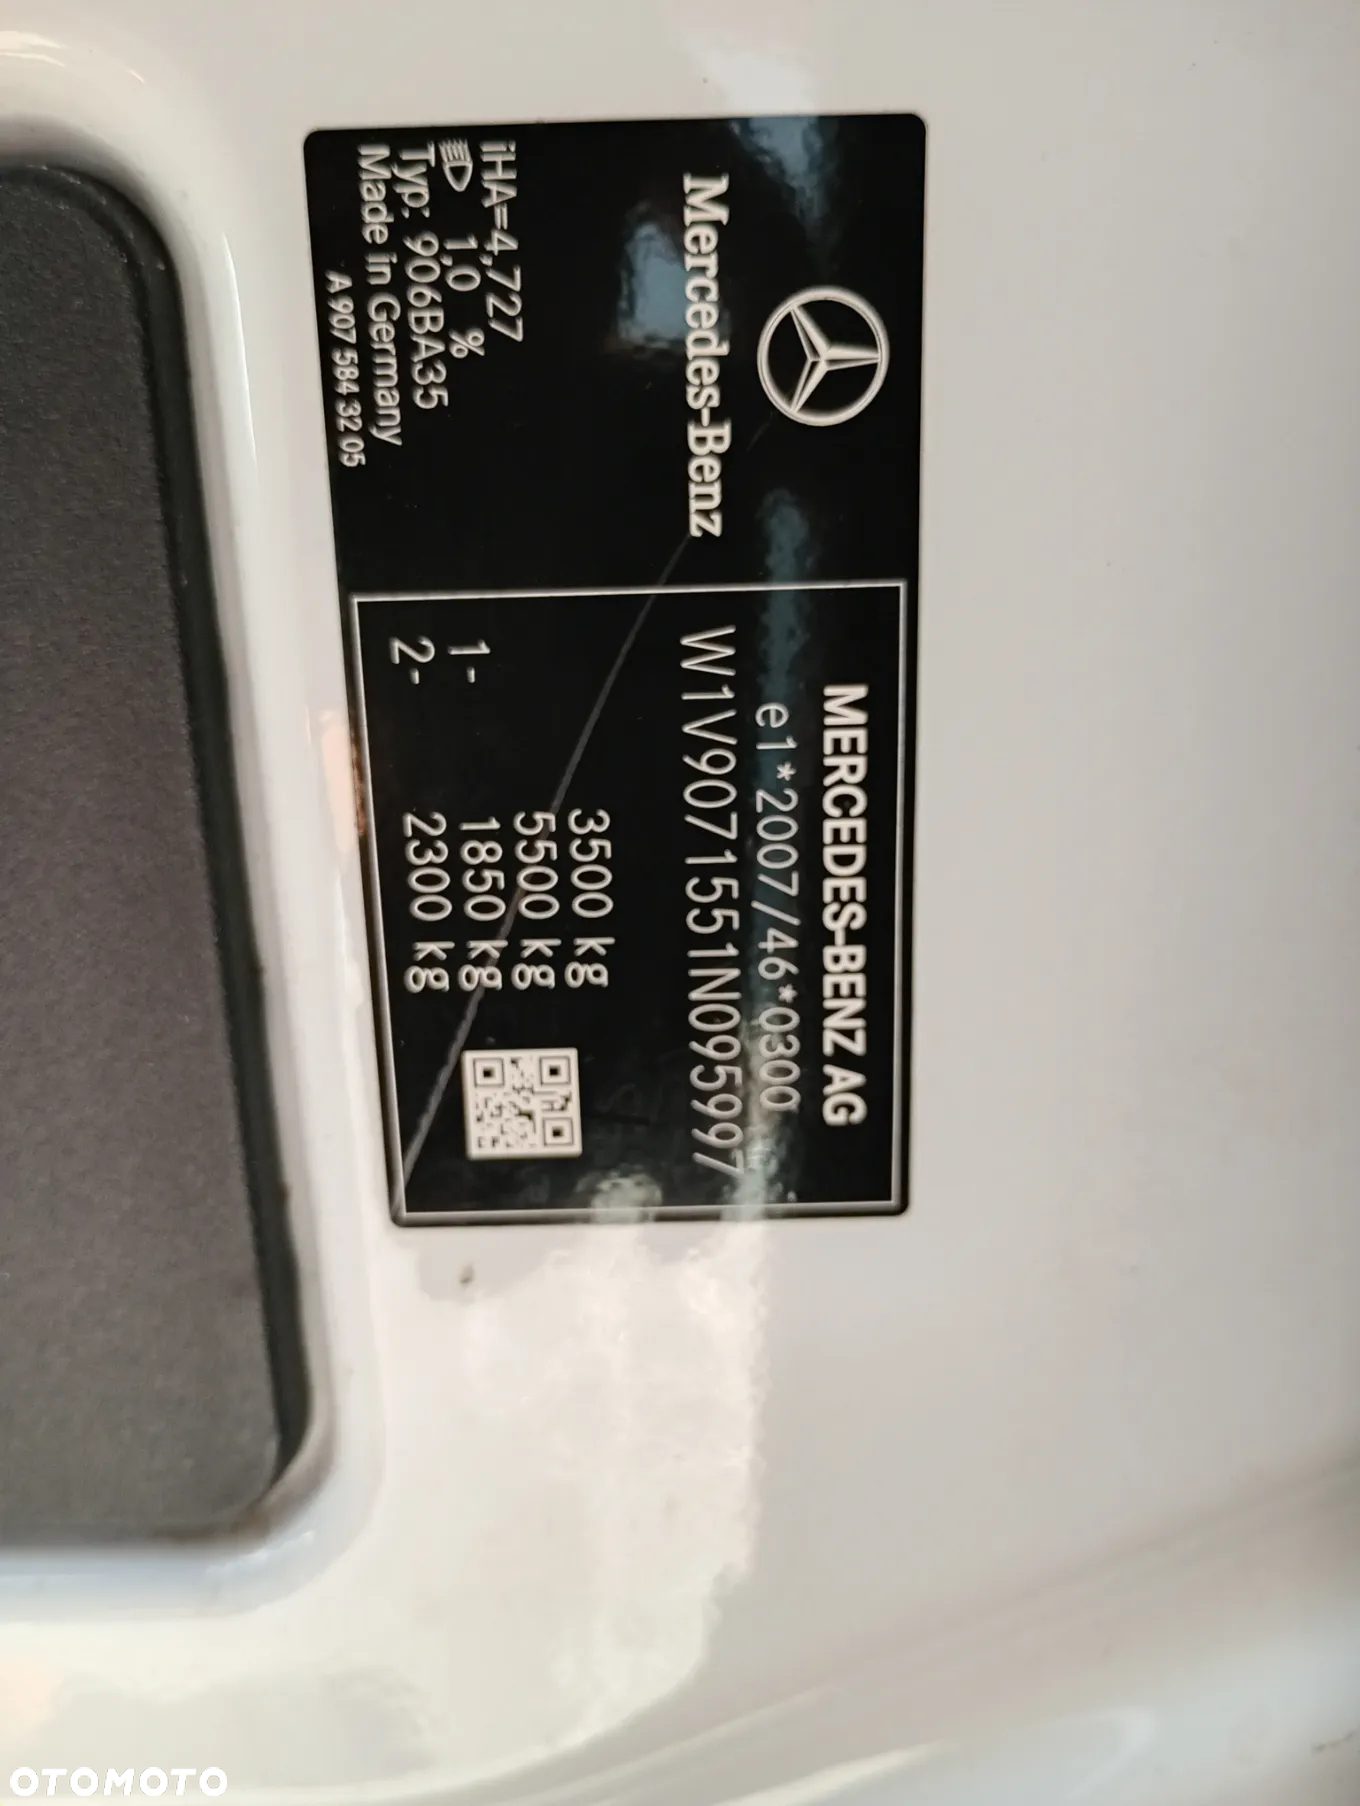 Mercedes-Benz
iHA=4,727
1,0 %
Typ: 906BA35
Made in Germany
A 907 584 32 05
MERCEDES-BENZ AG
e1*2007/46*0300
W1V9071551N095997
3500 kg
5500 kg
1- 1850 kg
2- 2300 kg
OTOMOTO